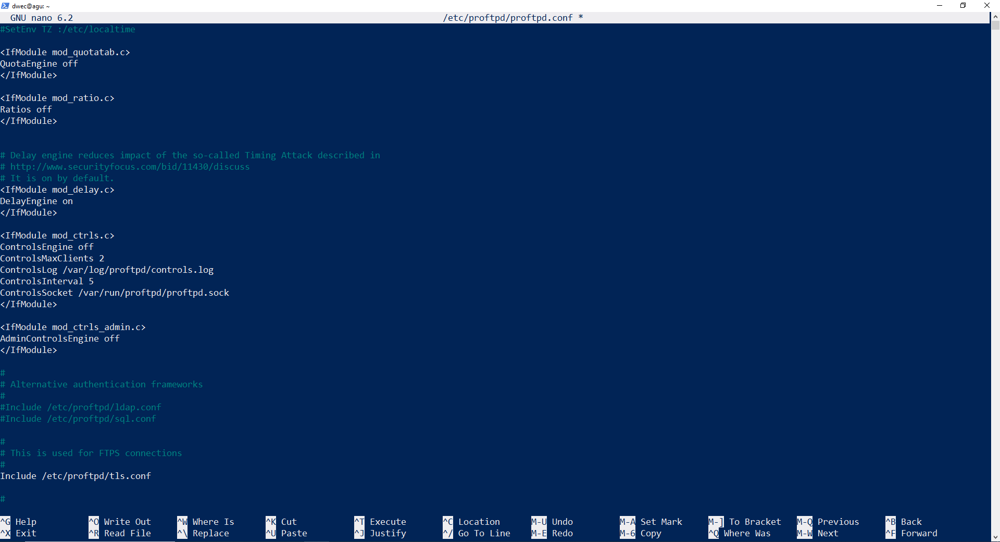 dwec@agu: ~
GNU nano 6.2 /etc/proftpd/proftpd.conf *
#SetEnv TZ :/etc/localtime
<IfModule mod_quotatab.c>
QuotaEngine off
</IfModule>
<IfModule mod_ratio.c>
Ratios off
</IfModule>
# Delay engine reduces impact of the so-called Timing Attack described in
# http://www.securityfocus.com/bid/11430/discuss
# It is on by default.
<IfModule mod_delay.c>
DelayEngine on
</IfModule>
<IfModule mod_ctrls.c>
ControlsEngine off
ControlsMaxClients 2
ControlsLog /var/log/proftpd/controls.log
ControlsInterval 5
ControlsSocket /var/run/proftpd/proftpd.sock
</IfModule>
<IfModule mod_ctrls_admin.c>
AdminControlsEngine off
</IfModule>
#
# Alternative authentication frameworks
#
#Include /etc/proftpd/ldap.conf
#Include /etc/proftpd/sql.conf
#
# This is used for FTPS connections
#
Include /etc/proftpd/tls.conf
#
^G Help ^O Write Out ^W Where Is ^K Cut ^T Execute ^C Location M-U Undo M-A Set Mark M-] To Bracket M-Q Previous ^B Back
^X Exit ^R Read File ^\ Replace ^U Paste ^J Justify ^/ Go To Line M-E Redo M-6 Copy ^Q Where Was M-W Next ^F Forward